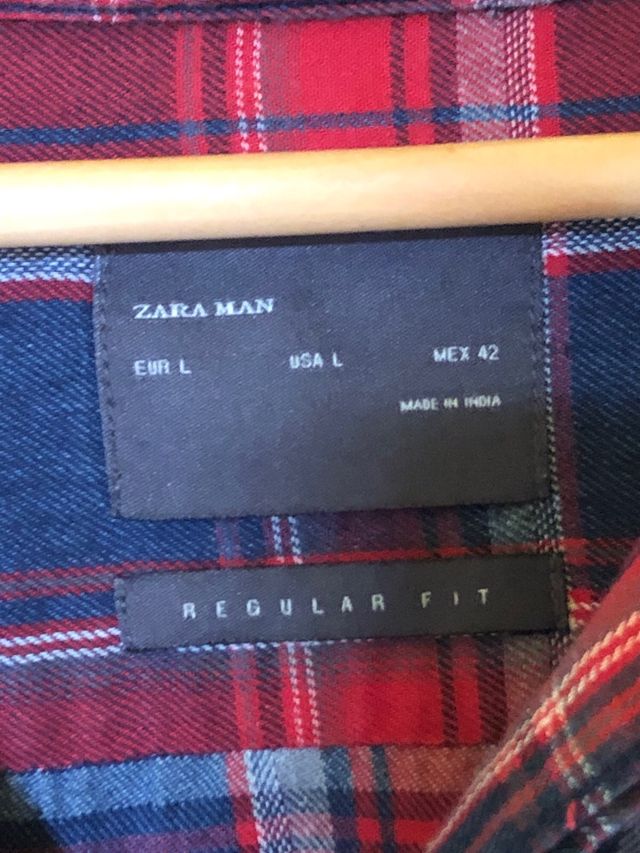 ZARA MAN
EUR L USA L MEX 42
MADE IN INDIA
REGULAR FIT